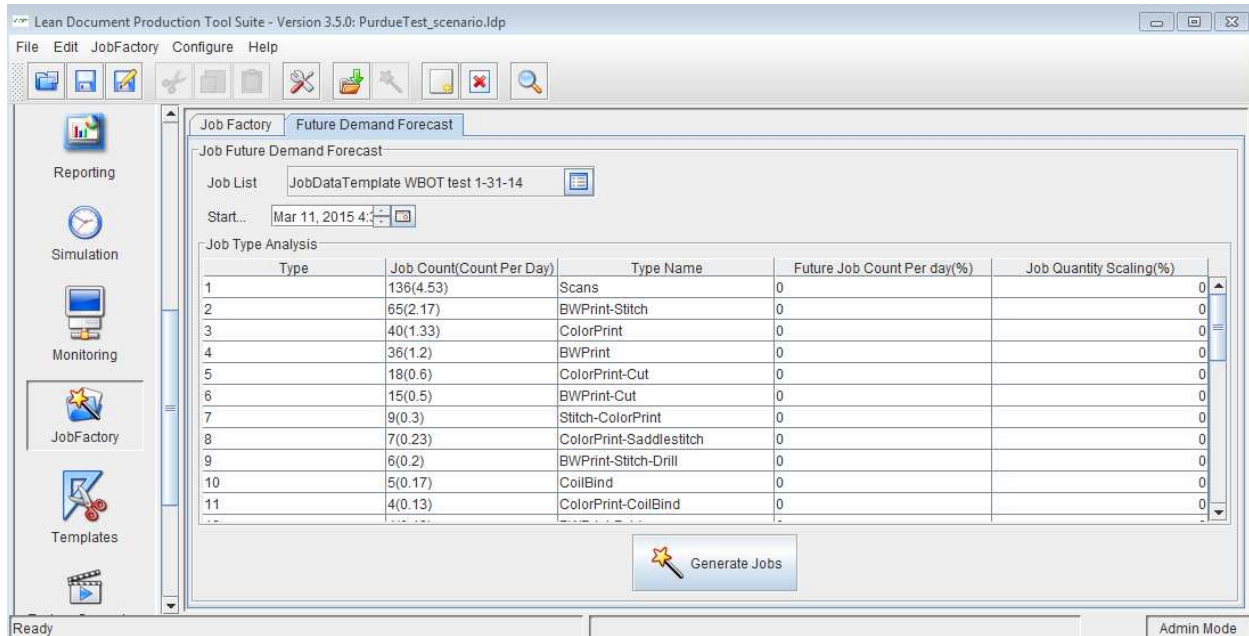 Lean Document Production Tool Suite - Version 3.5.0: PurdueTest_scenario.ldp
File Edit JobFactory Configure Help
Reporting
Simulation
Monitoring
JobFactory
Templates
Job Factory Future Demand Forecast
Job Future Demand Forecast
Job List JobDataTemplate WBOT test 1-31-14
Start... Mar 11, 2015 4:
Job Type Analysis
Type Job Count(Count Per Day) Type Name Future Job Count Per day(%) Job Quantity Scaling(%)
1 136(4.53) Scans 0 0
2 65(2.17) BWPrint-Stitch 0 0
3 40(1.33) ColorPrint 0 0
4 36(1.2) BWPrint 0 0
5 18(0.6) ColorPrint-Cut 0 0
6 15(0.5) BWPrint-Cut 0 0
7 9(0.3) Stitch-ColorPrint 0 0
8 7(0.23) ColorPrint-Saddlestitch 0 0
9 6(0.2) BWPrint-Stitch-Drill 0 0
10 5(0.17) CoilBind 0 0
11 4(0.13) ColorPrint-CoilBind 0 0
Generate Jobs
Ready Admin Mode